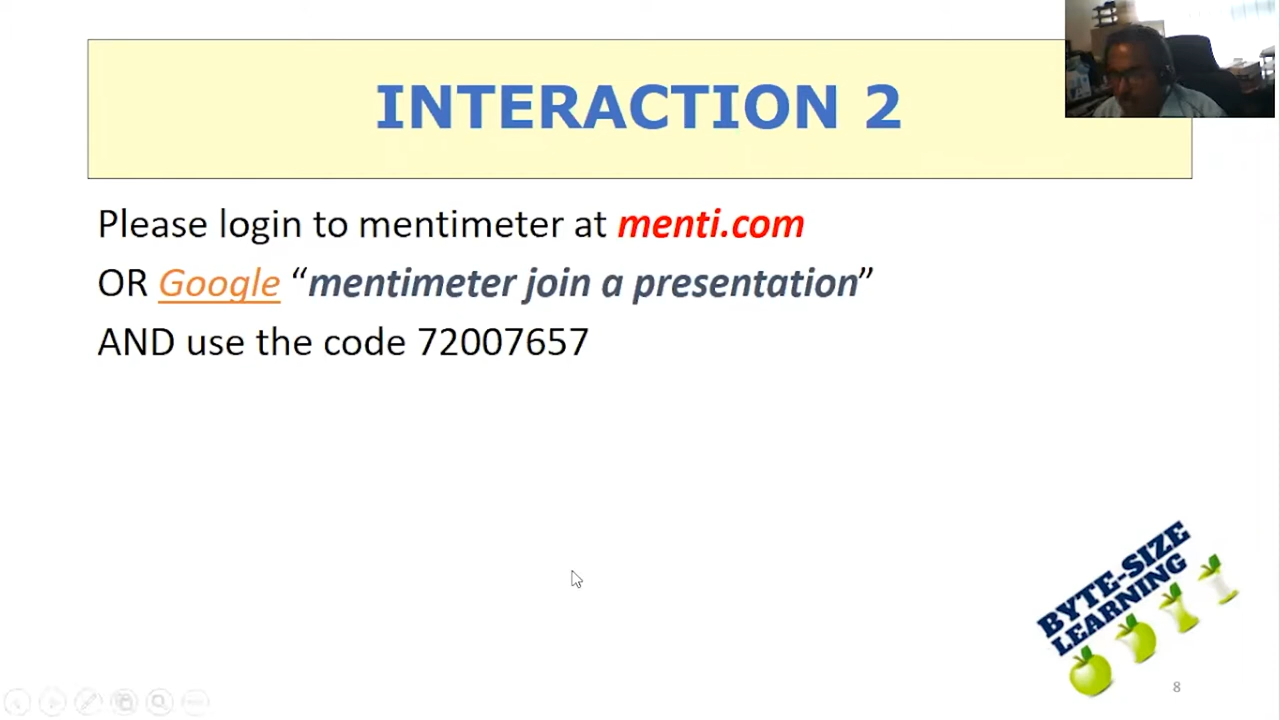 INTERACTION 2
Please login to mentimeter at menti.com
OR Google “mentimeter join a presentation”
AND use the code 72007657
BYTE-SIZE
LEARNING
8